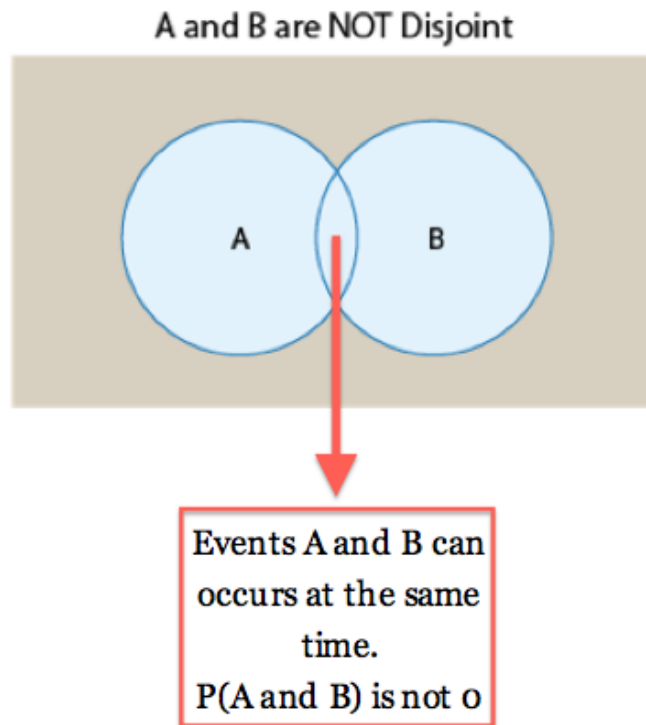 A and B are NOT Disjoint
A
B
Events A and B can
occurs at the same
time.
P(A and B) is not 0